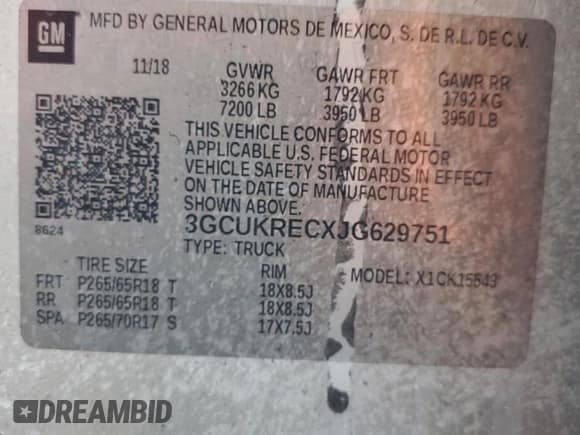 GM MFD BY GENERAL MOTORS DE MEXICO, S. DE R.L. DE C.V.
11/18 GVWR GAWR FRT GAWR RR
3266 KG 1792 KG 1792 KG
7200 LB 3950 LB 3950 LB
THIS VEHICLE CONFORMS TO ALL
APPLICABLE U.S. FEDERAL MOTOR
VEHICLE SAFETY STANDARDS IN EFFECT
ON THE DATE OF MANUFACTURE
SHOWN ABOVE.
8624
3GCUKRECXJG629751
TYPE: TRUCK
TIRE SIZE RIM MODEL: X1CK15543
FRT P265/65R18 T 18X8.5J
RR P265/65R18 T 18X8.5J
SPA P265/70R17 S 17X7.5J
DREAMBID